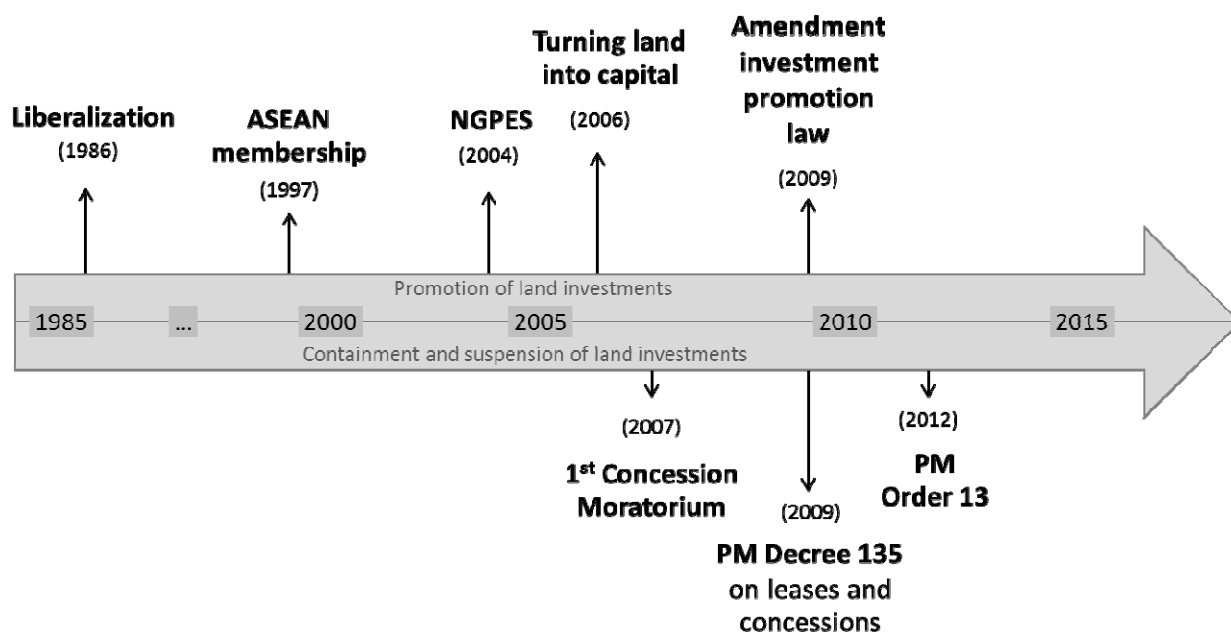 Liberalization
(1986)
ASEAN
membership
(1997)
NGPES
(2004)
Turning land
into capital
(2006)
Amendment
investment
promotion
law
(2009)
Promotion of land investments
1985
...
2000
2005
2010
2015
Containment and suspension of land investments
(2007)
1st Concession
Moratorium
(2009)
PM Decree 135
on leases and
concessions
(2012)
PM
Order 13